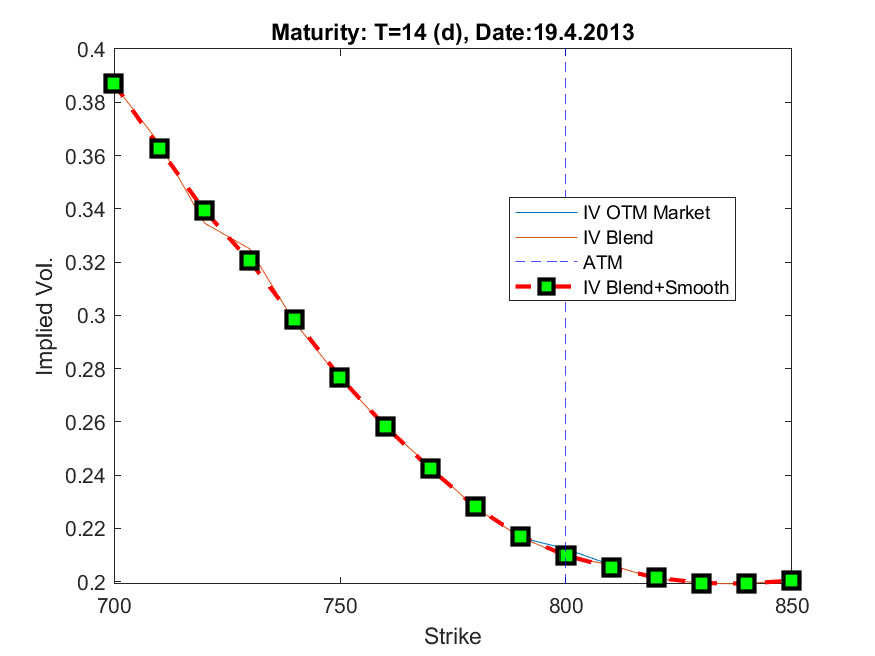 Maturity: T=14 (d), Date:19.4.2013
0.4
0.38
0.36
0.34
0.32
0.3
0.28
0.26
0.24
0.22
0.2
Implied Vol.
IV OTM Market
IV Blend
ATM
IV Blend+Smooth
700
750
800
850
Strike